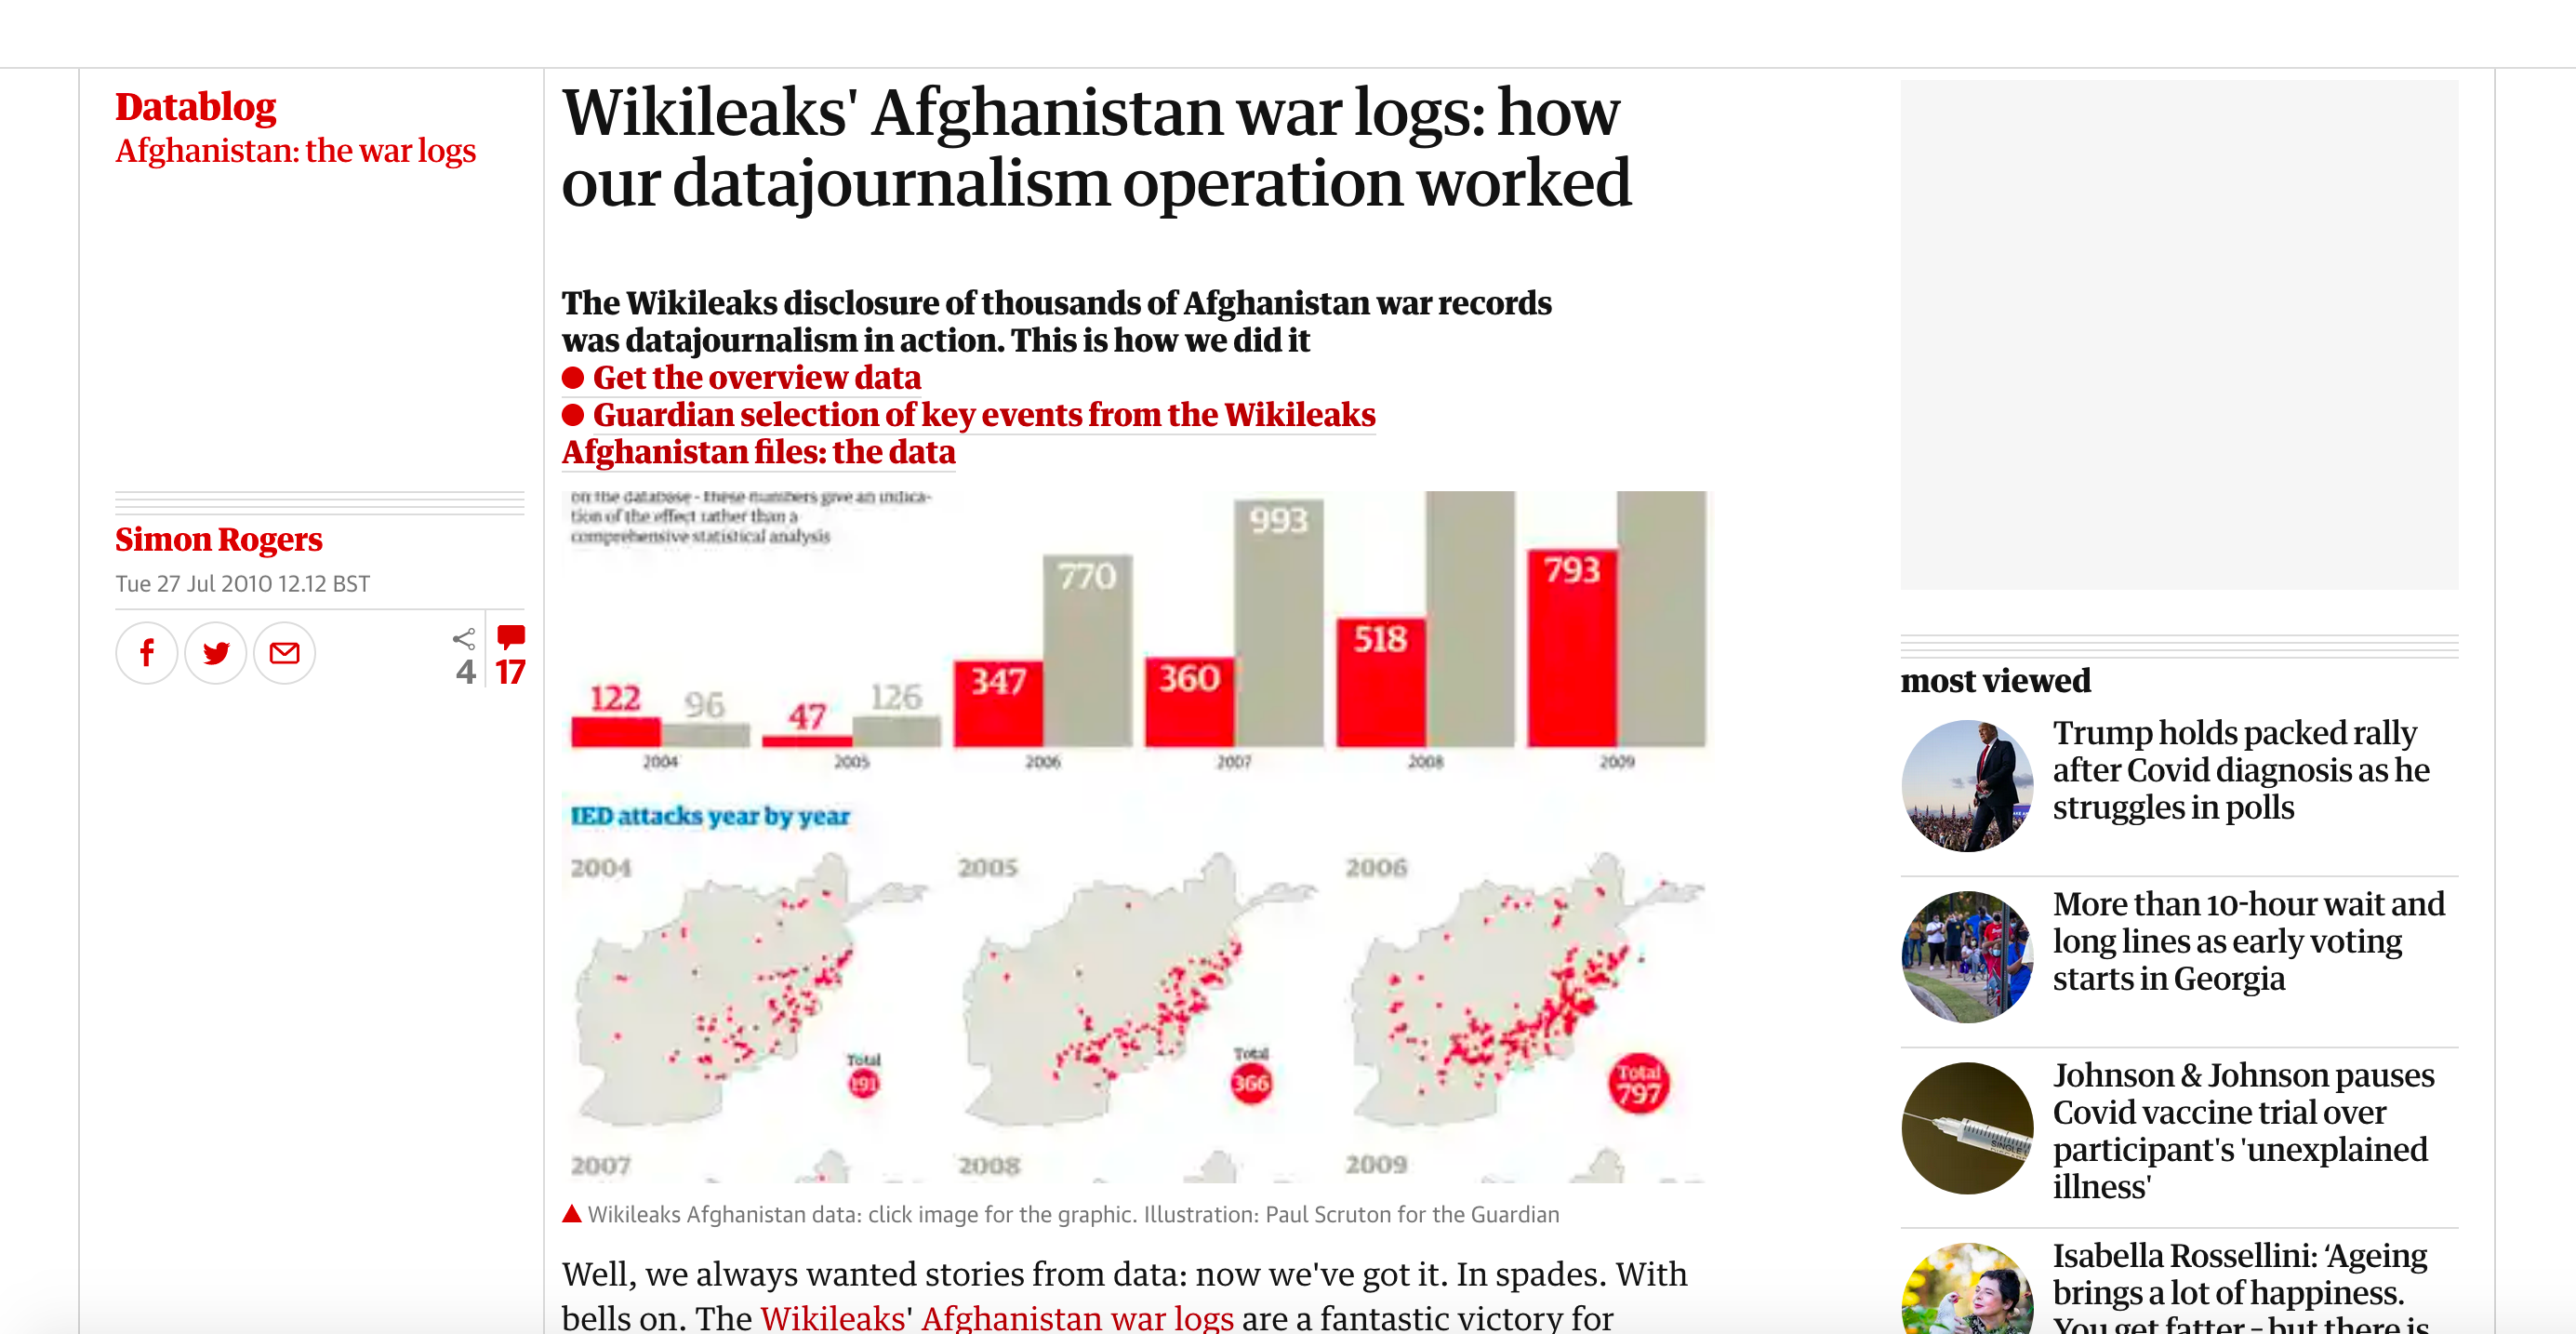 Datablog
Afghanistan: the war logs
Wikileaks' Afghanistan war logs: how
our datajournalism operation worked
The Wikileaks disclosure of thousands of Afghanistan war records
was datajournalism in action. This is how we did it
● Get the overview data
● Guardian selection of key events from the Wikileaks
Afghanistan files: the data
Simon Rogers
Tue 27 Jul 2010 12.12 BST
4
17
on the database - these numbers give an indica-
tion of the effect rather than a
comprehensive statistical analysis
122
96
47
126
347
770
360
993
518
793
2004
2005
2006
2007
2008
2009
IED attacks year by year
2004
Total
191
2005
Total
366
2006
Total
797
2007
2008
2009
Wikileaks Afghanistan data: click image for the graphic. Illustration: Paul Scruton for the Guardian
Well, we always wanted stories from data: now we've got it. In spades. With
bells on. The Wikileaks' Afghanistan war logs are a fantastic victory for
most viewed
Trump holds packed rally
after Covid diagnosis as he
struggles in polls
More than 10-hour wait and
long lines as early voting
starts in Georgia
Johnson & Johnson pauses
Covid vaccine trial over
participant's 'unexplained
illness'
Isabella Rossellini: ‘Ageing
brings a lot of happiness.
You get fatter – but there is